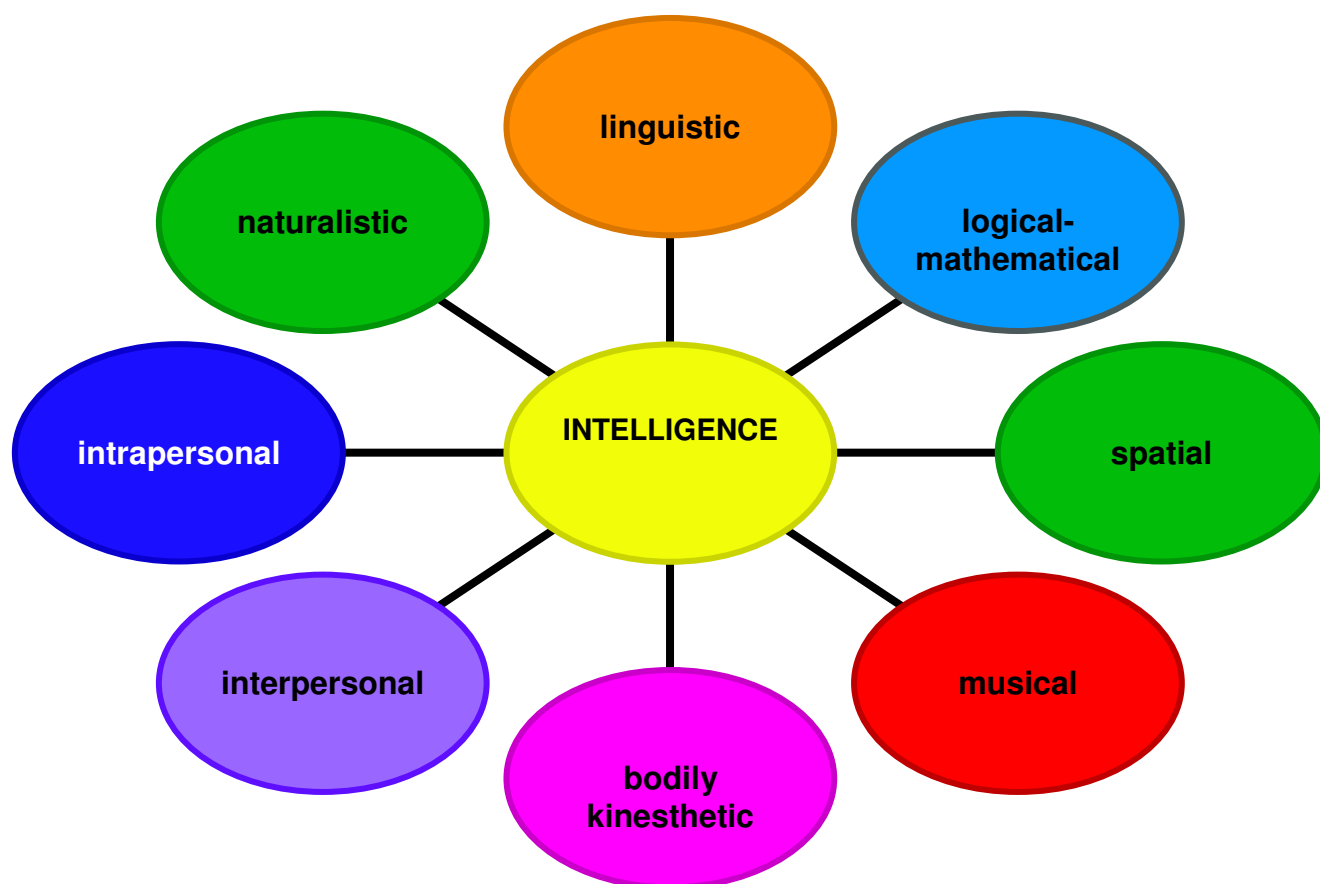 linguistic
naturalistic
logical-
mathematical
INTELLIGENCE
intrapersonal
spatial
interpersonal
musical
bodily
kinesthetic